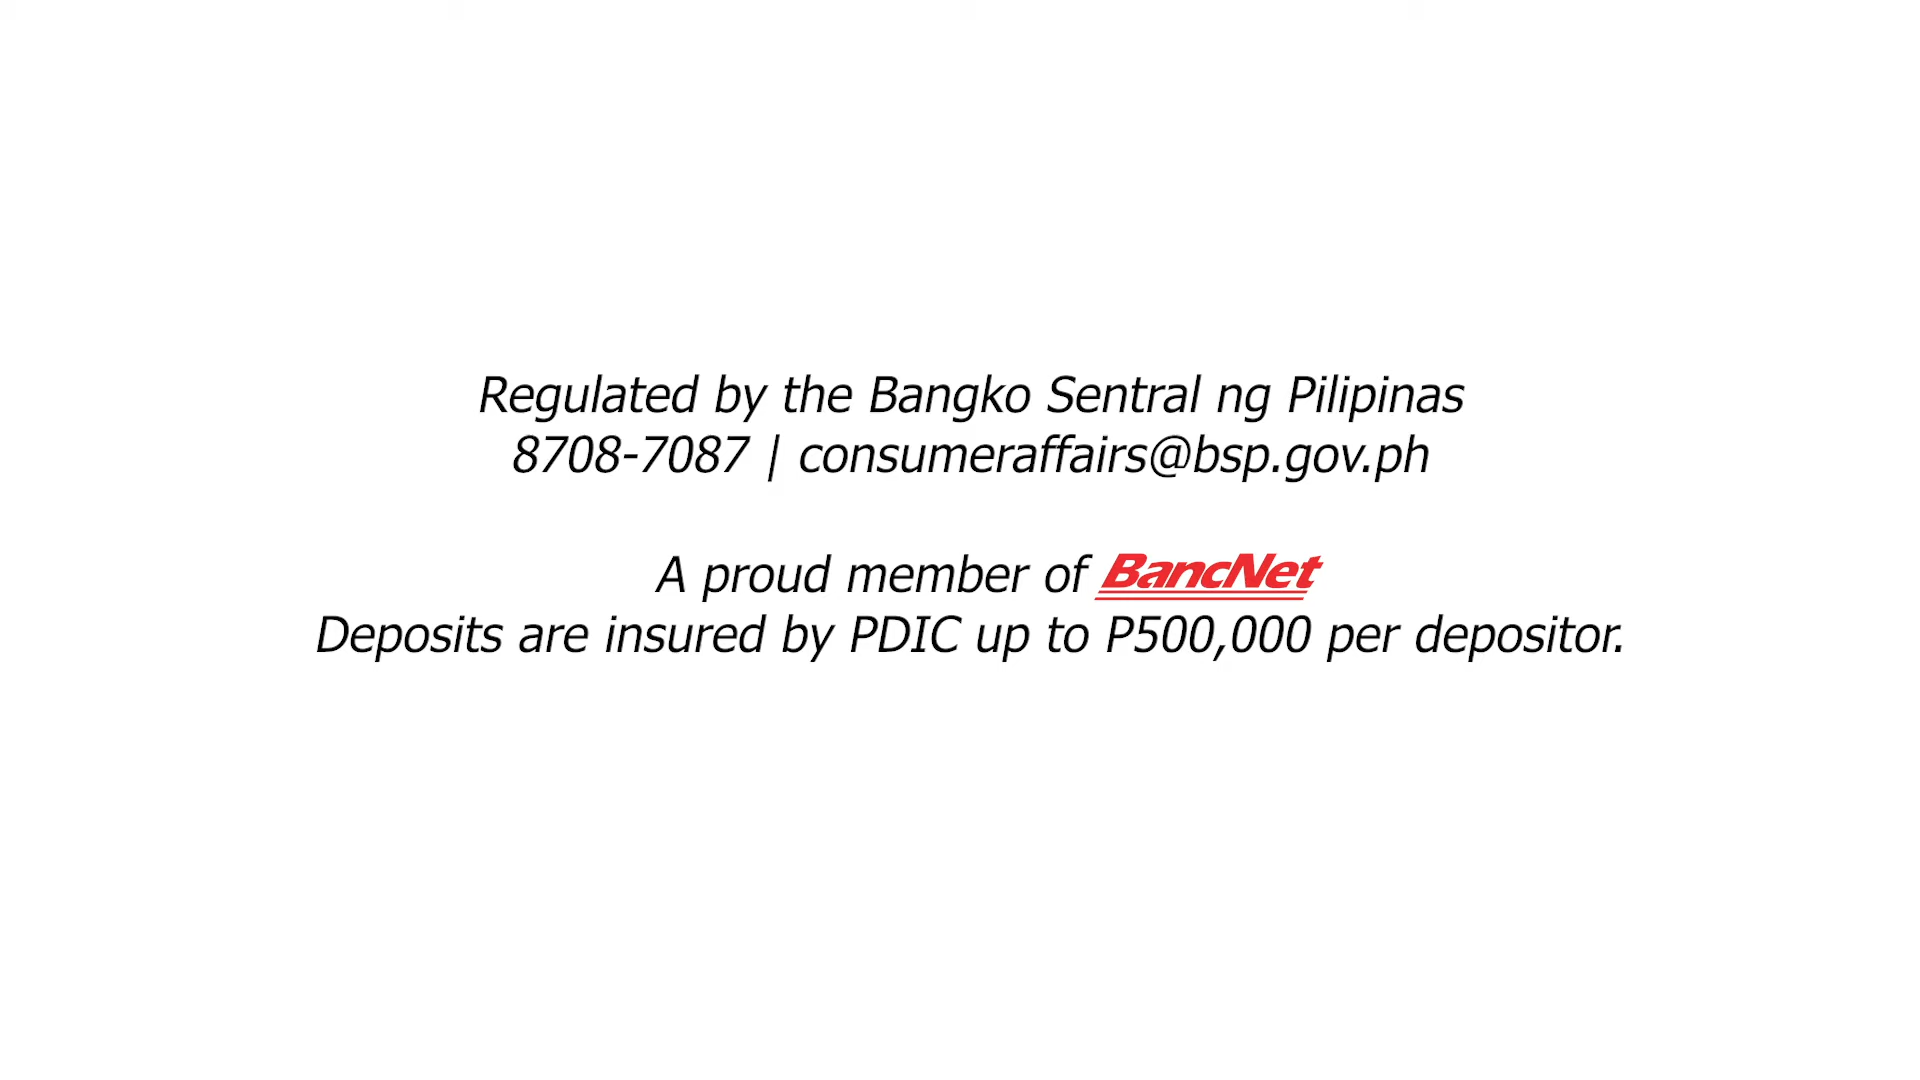 Regulated by the Bangko Sentral ng Pilipinas
8708-7087 | consumeraffairs@bsp.gov.ph
A proud member of BancNet
Deposits are insured by PDIC up to P500,000 per depositor.